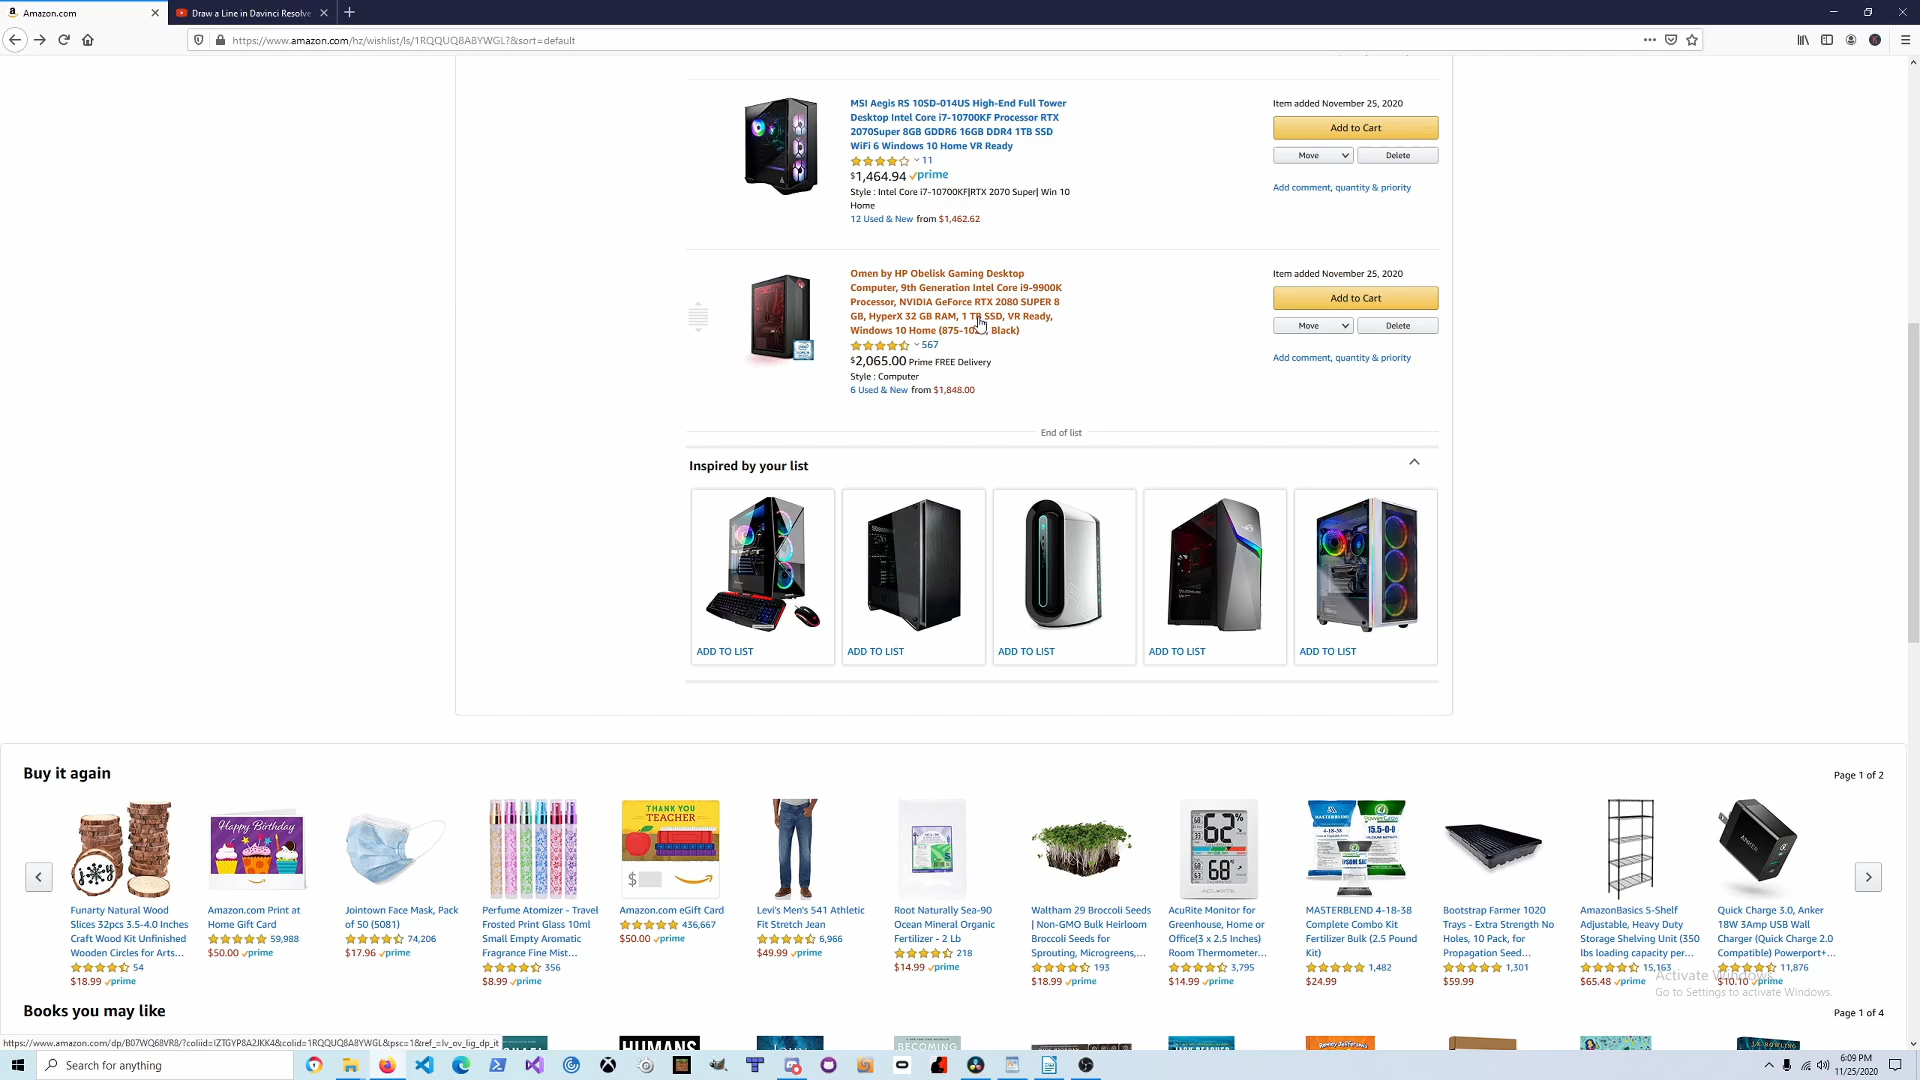 Amazon.com
Draw a Line in Davinci Resolve
https://www.amazon.com/hz/wishlist/ls/1RQQUQ8A8YWGL?&sort=default
MSI Aegis RS 10SD-014US High-End Full Tower
Desktop Intel Core i7-10700KF Processor RTX
2070Super 8GB GDDR6 16GB DDR4 1TB SSD
WiFi 6 Windows 10 Home VR Ready
11
$1,464.94 prime
Style : Intel Core i7-10700KF|RTX 2070 Super| Win 10
Home
12 Used & New from $1,462.62
Item added November 25, 2020
Add to Cart
Move
Delete
Add comment, quantity & priority
Omen by HP Obelisk Gaming Desktop
Computer, 9th Generation Intel Core i9-9900K
Processor, NVIDIA GeForce RTX 2080 SUPER 8
GB, HyperX 32 GB RAM, 1 TB SSD, VR Ready,
Windows 10 Home Black)
567
$2,065.00 Prime FREE Delivery
Style : Computer
6 Used & New from $1,848.00
Item added November 25, 2020
Add to Cart
Move
Delete
Add comment, quantity & priority
End of list
Inspired by your list
ADD TO LIST
ADD TO LIST
ADD TO LIST
ADD TO LIST
ADD TO LIST
Buy it again
Page 1 of 2
Happy Birthday
THANK YOU
TEACHER
$
62
68
ACURITE
MASTERBLEND
4-18-38
15.5-0-0
EPSOM SALT
ANKER
Funarty Natural Wood
Slices 32pcs 3.5-4.0 Inches
Craft Wood Kit Unfinished
Wooden Circles for Arts...
54
$18.99 prime
Amazon.com Print at
Home Gift Card
59,988
$50.00 prime
Jointown Face Mask, Pack
of 50 (5081)
74,206
$17.96 prime
Perfume Atomizer - Travel
Frosted Print Glass 10ml
Small Empty Aromatic
Fragrance Fine Mist...
356
$8.99 prime
Amazon.com eGift Card
436,667
$50.00 prime
Levi's Men's 541 Athletic
Fit Stretch Jean
6,966
$49.99 prime
Root Naturally Sea-90
Ocean Mineral Organic
Fertilizer - 2 Lb
218
$14.99 prime
Waltham 29 Broccoli Seeds
| Non-GMO Bulk Heirloom
Broccoli Seeds for
Sprouting, Microgreens,...
193
$18.99 prime
AcuRite Monitor for
Greenhouse, Home or
Office(3 x 2.5 Inches)
Room Thermometer...
3,795
$14.99 prime
MASTERBLEND 4-18-38
Complete Combo Kit
Fertilizer Bulk (2.5 Pound
Kit)
1,482
$24.99
Bootstrap Farmer 1020
Trays - Extra Strength No
Holes, 10 Pack, for
Propagation Seed...
1,301
$59.99
AmazonBasics 5-Shelf
Adjustable, Heavy Duty
Storage Shelving Unit (350
lbs loading capacity per...
15,163
$65.48 prime
Quick Charge 3.0, Anker
18W 3Amp USB Wall
Charger (Quick Charge 2.0
Compatible) Powerport+...
11,876
$10.10 prime
Activate Windows
Go to Settings to activate Windows.
Books you may like
Page 1 of 4
https://www.amazon.com/dp/B07WQ68VR8/?coliid=IZTGYP8A2JKK4&colid=1RQQUQ8A8YWGL&psc=1&ref_=lv_ov_lig_dp_it
HUMANS
BECOMING
Search for anything
6:09 PM
11/25/2020